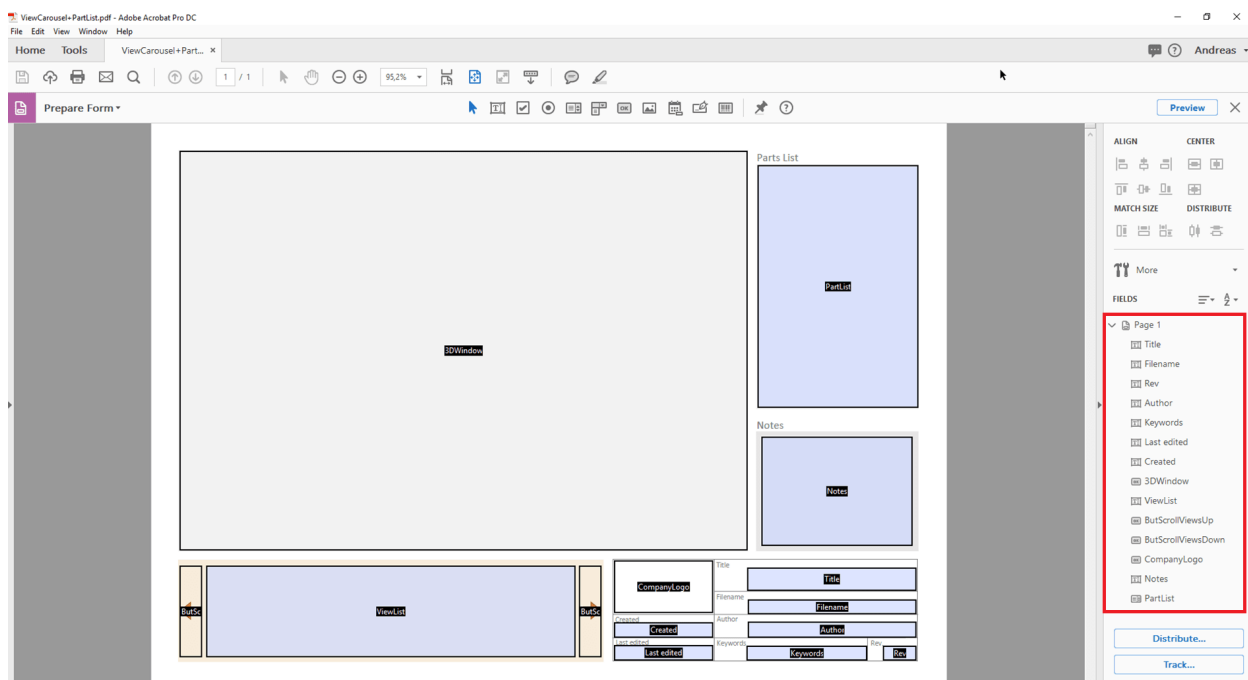 ViewCarousel+PartList.pdf - Adobe Acrobat Pro DC
File Edit View Window Help
Home Tools ViewCarousel+Part... × Andreas
1 / 1 95,2%
Prepare Form Preview
ALIGN CENTER
MATCH SIZE DISTRIBUTE
More
FIELDS
Page 1
Title
Filename
Rev
Author
Keywords
Last edited
Created
3DWindow
ViewList
ButScrollViewsUp
ButScrollViewsDown
CompanyLogo
Notes
PartList
Distribute...
Track...
Parts List
PartList
3DWindow
Notes
Notes
ButSc
ViewList
ButSc
CompanyLogo
Title
Title
Filename
Filename
Created
Created
Author
Author
Last edited
Last edited
Keywords
Keywords
Rev
Rev